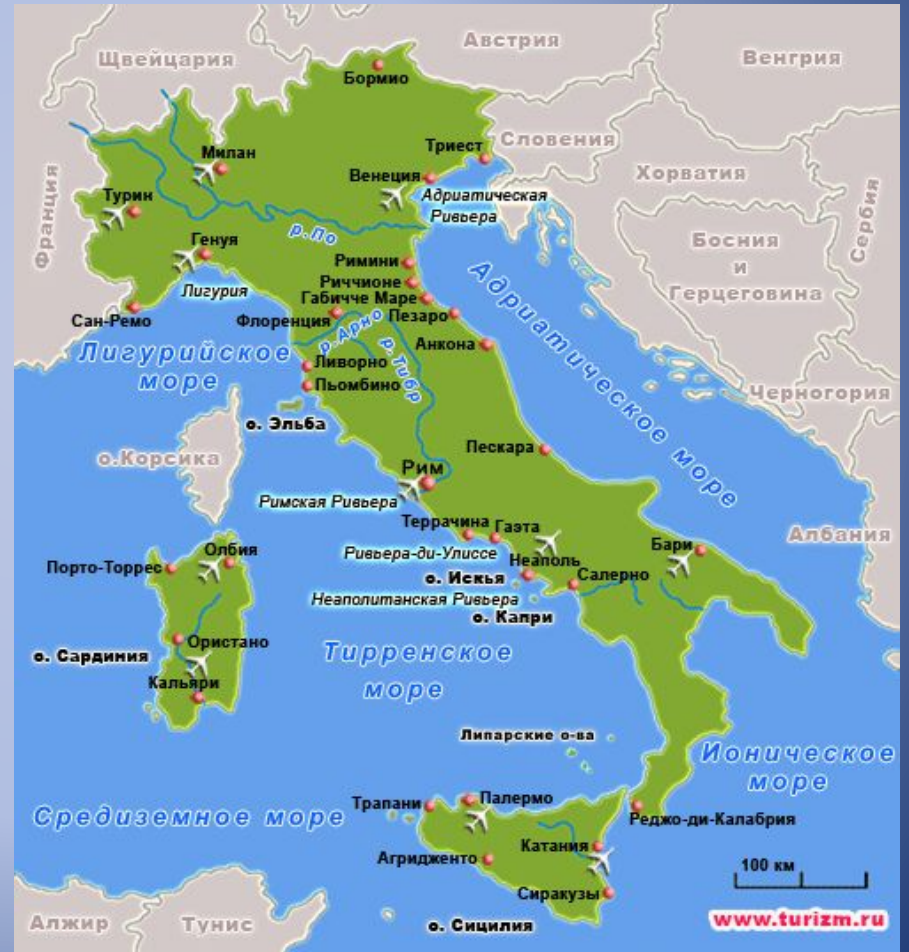 Австрия
Швейцария
Венгрия
Бормио
Словения
Триест
Милан
Венеция
Хорватия
Франция
Турин
Адриатическая
Ривьера
Сербия
р.По
Генуя
Босния
и
Герцеговина
Римини
Лигурия
Риччионе
Габичче Маре
Сан-Ремо
Флоренция
р.Арно
Пезаро
Адриатическое море
Анкона
Лигурийское
море
р.Тибр
Ливорно
Пьомбино
Черногория
о. Эльба
о.Корсика
Пескара
Рим
Римская Ривьера
Террачина
Гаэта
Албания
Олбия
Ривьера-ди-Улиссе
Бари
Порто-Торрес
Неаполь
о. Искья
Салерно
Неаполитанская Ривьера
о. Капри
Ористано
о. Сардиния
Тирренское
море
Кальяри
Липарские о-ва
Ионическое
море
Средиземное море
Трапани
Палермо
Реджо-ди-Калабрия
Катания
Агридженто
100 км
Сиракузы
www.turizm.ru
Алжир
Тунис
о. Сицилия